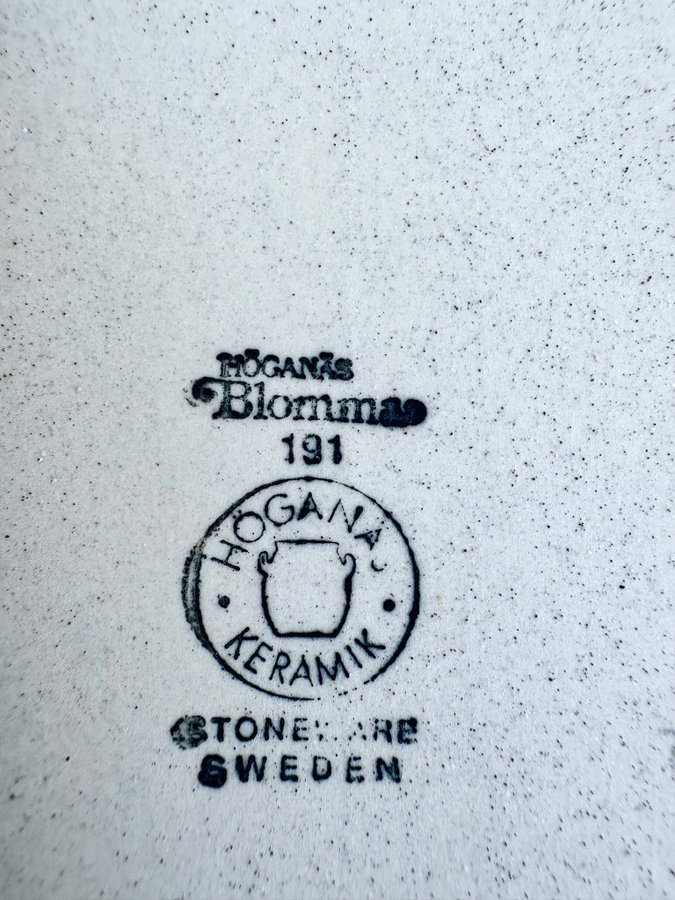 HÖGANÄS
Blomma
191
HÖGANÄS
KERAMIK
STONEWARE
SWEDEN